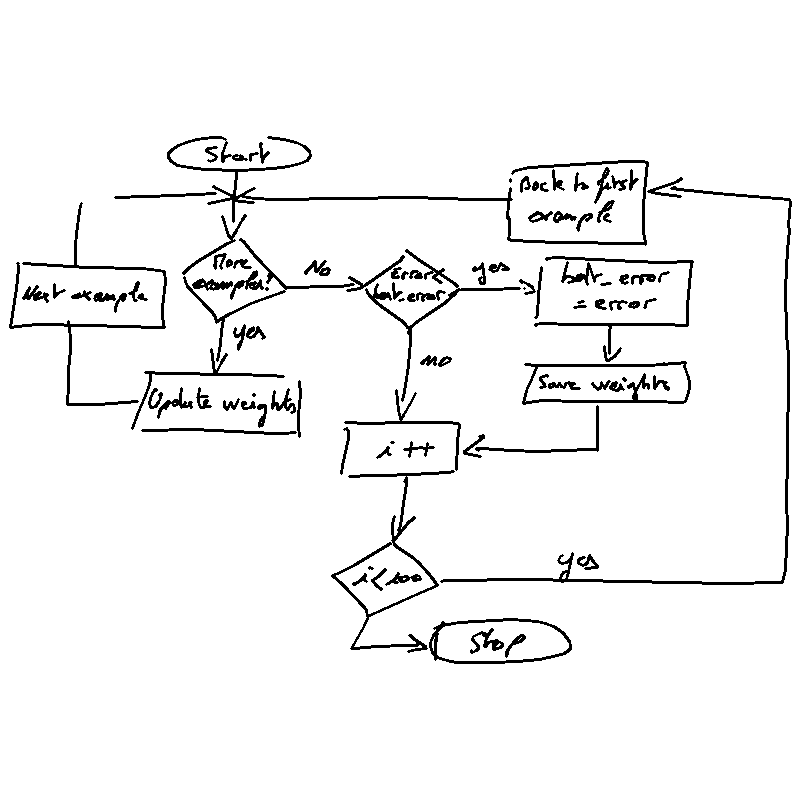 Start
Back to first
example
More
examples?
No
Error<
best_error
yes
best_error
= error
Next example
yes
Update weights
no
Save weights
i ++
i<100
yes
Stop